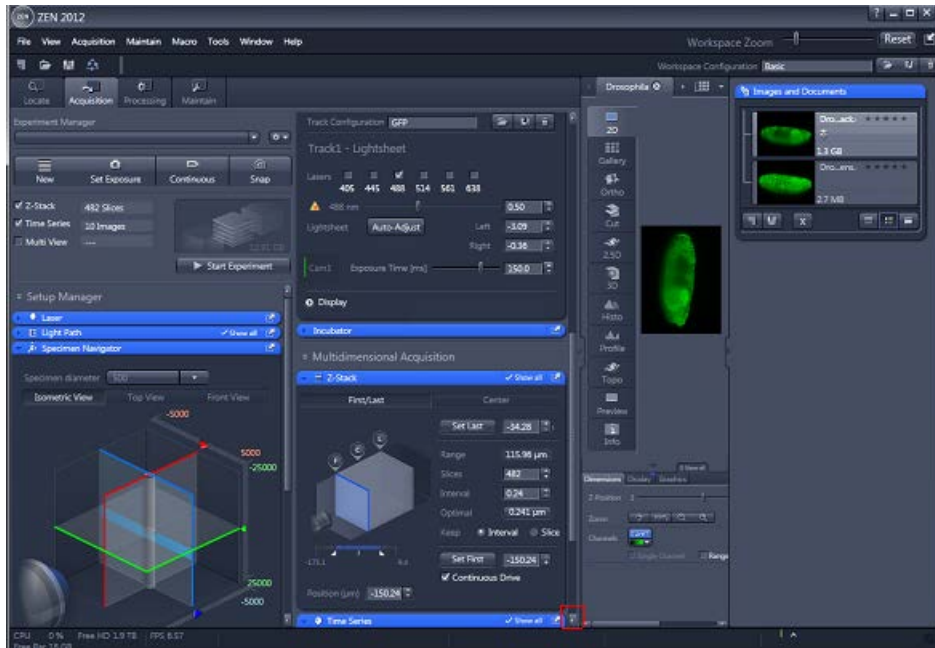 ZEN 2012
File View Acquisition Maintain Macro Tools Window Help
Workspace Zoom Reset
Workspace Configuration Basic
Locate Acquisition Processing Maintain
Experiment Manager
New Set Exposure Continuous Snap
Z-Stack 482 Slices
Time Series 10 Images
Multi View ---
Start Experiment
Setup Manager
Laser
Light Path Show all
Specimen Navigator
Specimen diameter 500
Isometric View Top View Front View
-5000
5000
-25000
25000
-5000
Track Configuration GFP
Track1 - Lightsheet
Lasers
405 445 488 514 561 638
488 nm 0.50
Lightsheet Auto-Adjust Left -3.09
Right -0.36
Cam1 Exposure Time [ms] 150.0
Display
Incubator
Multidimensional Acquisition
Z-Stack Show all
First/Last Center
Set Last -34.28
Range 115.96 µm
Slices 482
Interval 0.24
Optimal 0.241 µm
Keep Interval Slice
Set First -150.24
Continuous Drive
Position (µm) -150.24
Time Series Show all
Drosophila
2D
Gallery
Ortho
Cut
2.5D
3D
Histo
Profile
Topo
Preview
Info
Dimensions Display Graphics
Z-Position
Zoom
Channels Cam1
Single Channel Range
Images and Documents
1.3 GB
2.7 MB
CPU 0 % Free HD 1.9 TB FPS 6.57